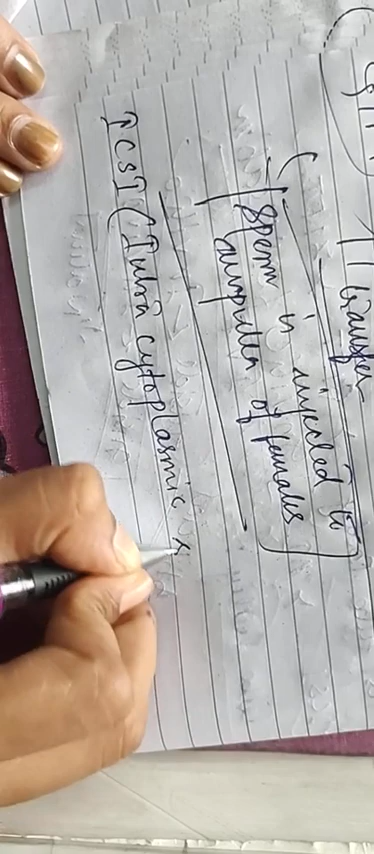 transfer
Sperm is injected to
ampulla of females
ICSI (Intra cytoplasmic s